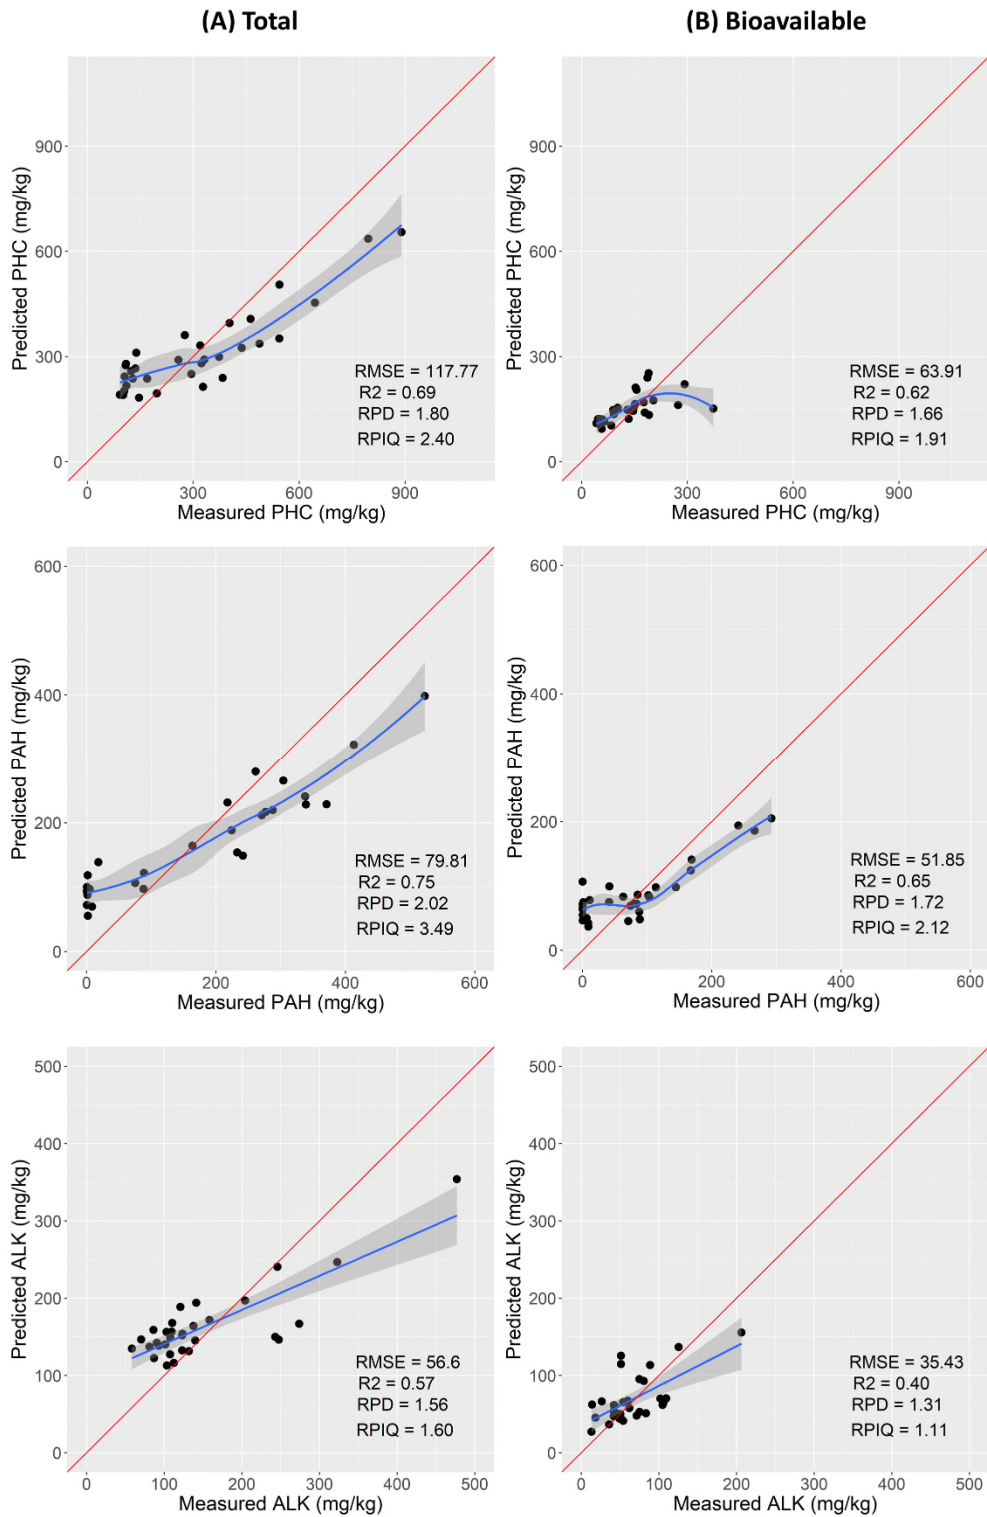 (A) Total
(B) Bioavailable
Predicted PHC (mg/kg)
900
600
300
0
RMSE = 117.77
R2 = 0.69
RPD = 1.80
RPIQ = 2.40
0 300 600 900
Measured PHC (mg/kg)
Predicted PHC (mg/kg)
900
600
300
0
RMSE = 63.91
R2 = 0.62
RPD = 1.66
RPIQ = 1.91
0 300 600 900
Measured PHC (mg/kg)
Predicted PAH (mg/kg)
600
400
200
0
RMSE = 79.81
R2 = 0.75
RPD = 2.02
RPIQ = 3.49
0 200 400 600
Measured PAH (mg/kg)
Predicted PAH (mg/kg)
600
400
200
0
RMSE = 51.85
R2 = 0.65
RPD = 1.72
RPIQ = 2.12
0 200 400 600
Measured PAH (mg/kg)
Predicted ALK (mg/kg)
500
400
300
200
100
0
RMSE = 56.6
R2 = 0.57
RPD = 1.56
RPIQ = 1.60
0 100 200 300 400 500
Measured ALK (mg/kg)
Predicted ALK (mg/kg)
500
400
300
200
100
0
RMSE = 35.43
R2 = 0.40
RPD = 1.31
RPIQ = 1.11
0 100 200 300 400 500
Measured ALK (mg/kg)